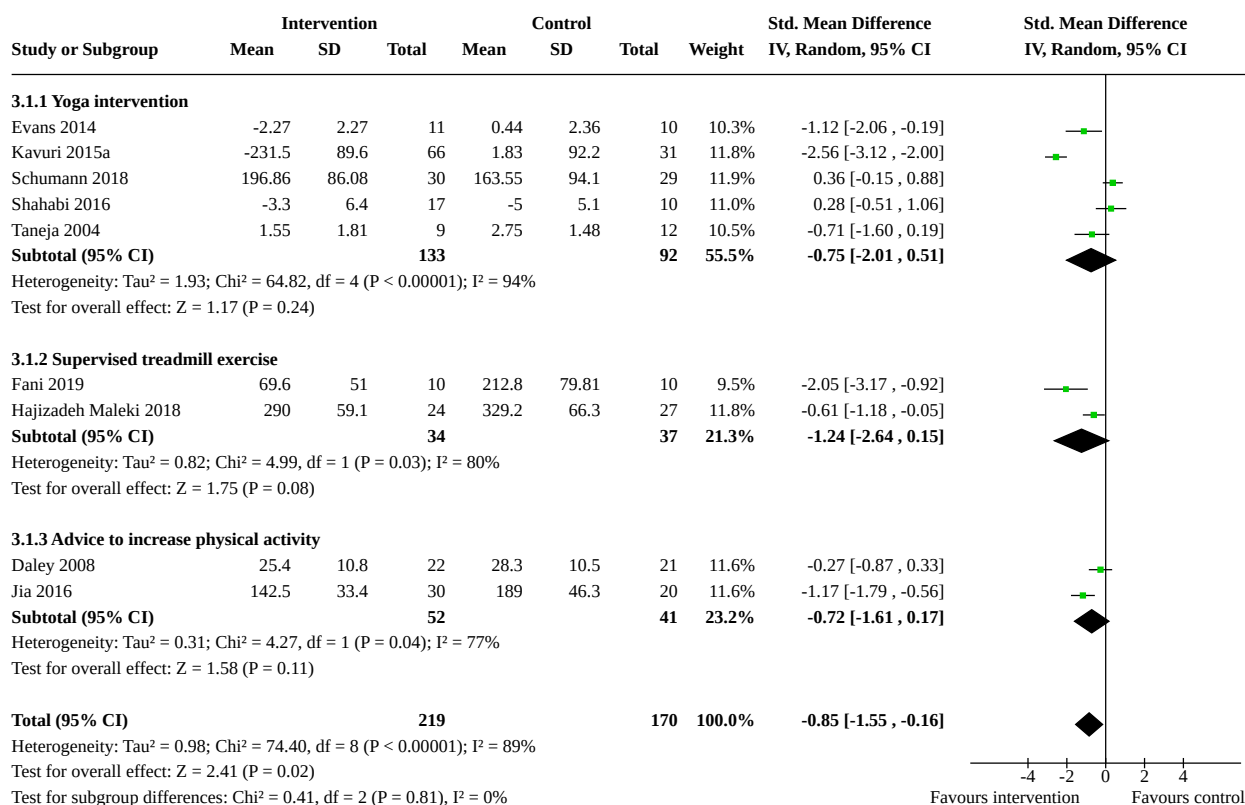 Intervention Control Std. Mean Difference Std. Mean Difference
Study or Subgroup Mean SD Total Mean SD Total Weight IV, Random, 95% CI IV, Random, 95% CI
3.1.1 Yoga intervention
Evans 2014 -2.27 2.27 11 0.44 2.36 10 10.3% -1.12 [-2.06 , -0.19]
Kavuri 2015a -231.5 89.6 66 1.83 92.2 31 11.8% -2.56 [-3.12 , -2.00]
Schumann 2018 196.86 86.08 30 163.55 94.1 29 11.9% 0.36 [-0.15 , 0.88]
Shahabi 2016 -3.3 6.4 17 -5 5.1 10 11.0% 0.28 [-0.51 , 1.06]
Taneja 2004 1.55 1.81 9 2.75 1.48 12 10.5% -0.71 [-1.60 , 0.19]
Subtotal (95% CI) 133 92 55.5% -0.75 [-2.01 , 0.51]
Heterogeneity: Tau² = 1.93; Chi² = 64.82, df = 4 (P < 0.00001); I² = 94%
Test for overall effect: Z = 1.17 (P = 0.24)
3.1.2 Supervised treadmill exercise
Fani 2019 69.6 51 10 212.8 79.81 10 9.5% -2.05 [-3.17 , -0.92]
Hajizadeh Maleki 2018 290 59.1 24 329.2 66.3 27 11.8% -0.61 [-1.18 , -0.05]
Subtotal (95% CI) 34 37 21.3% -1.24 [-2.64 , 0.15]
Heterogeneity: Tau² = 0.82; Chi² = 4.99, df = 1 (P = 0.03); I² = 80%
Test for overall effect: Z = 1.75 (P = 0.08)
3.1.3 Advice to increase physical activity
Daley 2008 25.4 10.8 22 28.3 10.5 21 11.6% -0.27 [-0.87 , 0.33]
Jia 2016 142.5 33.4 30 189 46.3 20 11.6% -1.17 [-1.79 , -0.56]
Subtotal (95% CI) 52 41 23.2% -0.72 [-1.61 , 0.17]
Heterogeneity: Tau² = 0.31; Chi² = 4.27, df = 1 (P = 0.04); I² = 77%
Test for overall effect: Z = 1.58 (P = 0.11)
Total (95% CI) 219 170 100.0% -0.85 [-1.55 , -0.16]
Heterogeneity: Tau² = 0.98; Chi² = 74.40, df = 8 (P < 0.00001); I² = 89%
Test for overall effect: Z = 2.41 (P = 0.02)
-4 -2 0 2 4
Test for subgroup differences: Chi² = 0.41, df = 2 (P = 0.81), I² = 0%
Favours intervention Favours control